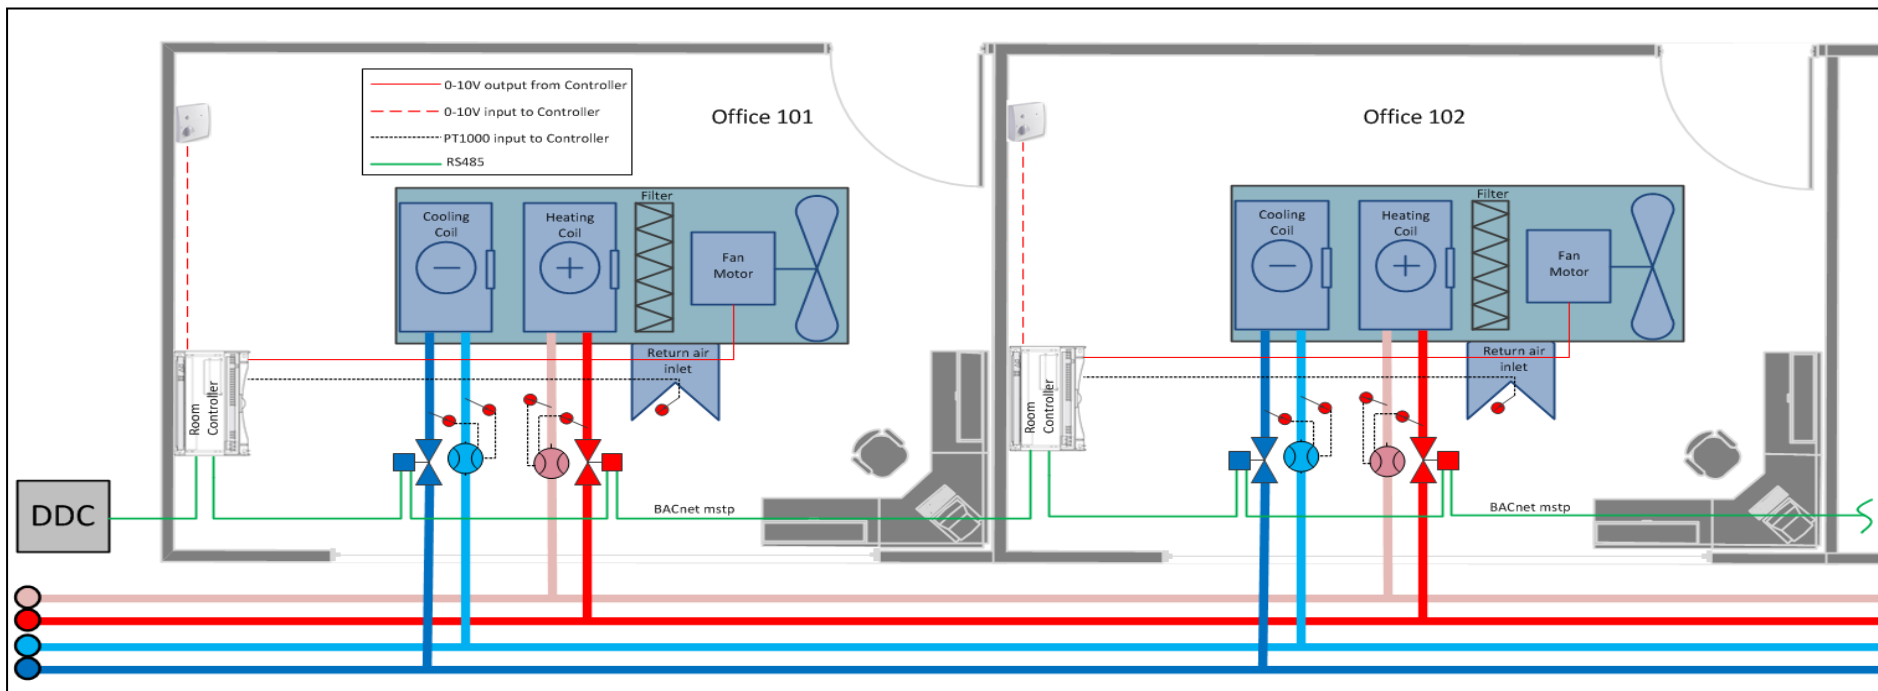 0-10V output from Controller
0-10V input to Controller
PT1000 input to Controller
RS485
Office 101
Office 102
Cooling
Coil
Heating
Coil
Filter
Fan
Motor
Return air
inlet
Room
Controller
Cooling
Coil
Heating
Coil
Filter
Fan
Motor
Return air
inlet
Room
Controller
DDC
BACnet mstp
BACnet mstp